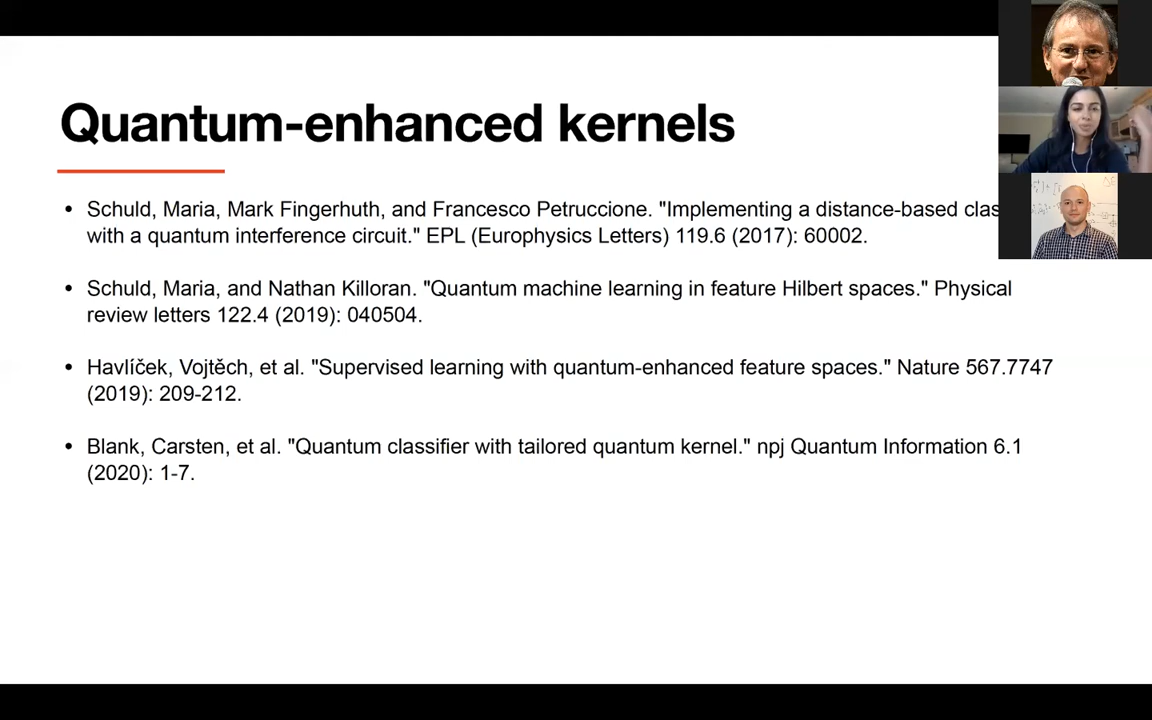 Quantum-enhanced kernels
• Schuld, Maria, Mark Fingerhuth, and Francesco Petruccione. "Implementing a distance-based
with a quantum interference circuit." EPL (Europhysics Letters) 119.6 (2017): 60002.
• Schuld, Maria, and Nathan Killoran. "Quantum machine learning in feature Hilbert spaces." Physical
review letters 122.4 (2019): 040504.
• Havlíček, Vojtěch, et al. "Supervised learning with quantum-enhanced feature spaces." Nature 567.7747
(2019): 209-212.
• Blank, Carsten, et al. "Quantum classifier with tailored quantum kernel." npj Quantum Information 6.1
(2020): 1-7.